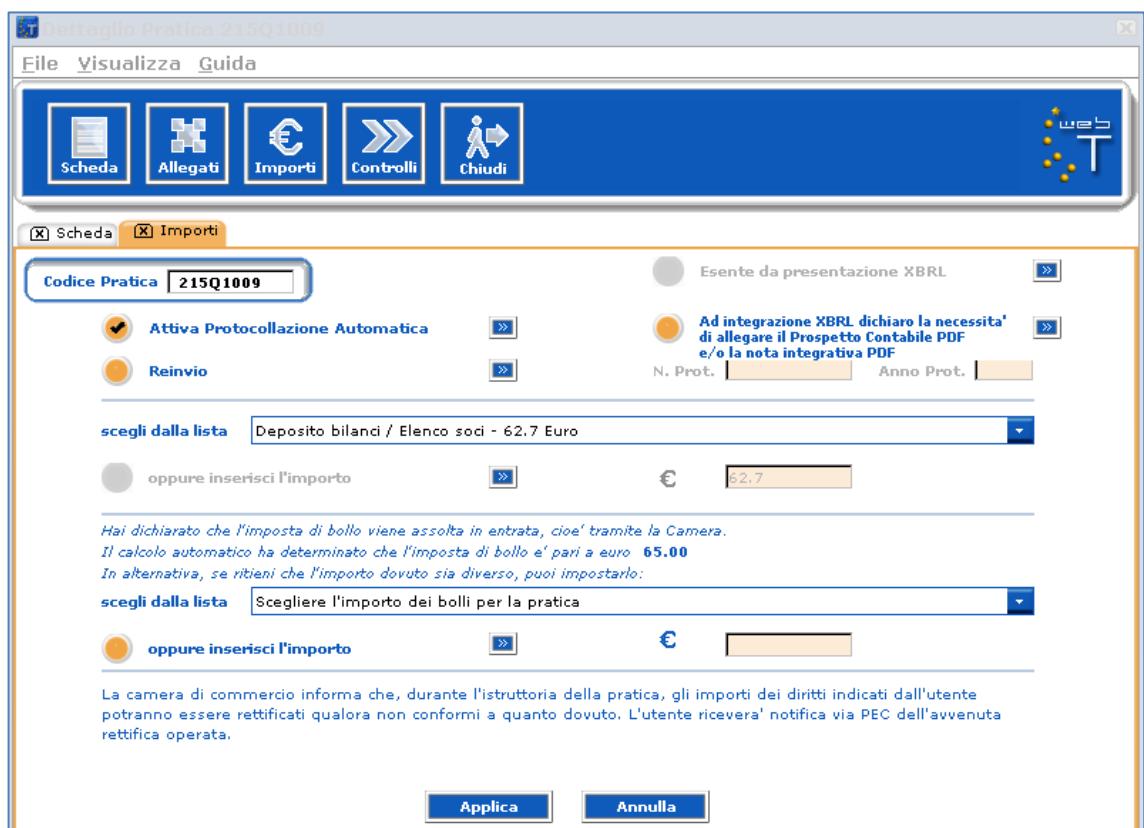 Dettaglio Pratica 215Q1009
File Visualizza Guida
Scheda Allegati Importi Controlli Chiudi
web T
Scheda Importi
Codice Pratica 215Q1009
Esente da presentazione XBRL
Attiva Protocollazione Automatica
Ad integrazione XBRL dichiaro la necessita'
di allegare il Prospetto Contabile PDF
e/o la nota integrativa PDF
Reinvio
N. Prot. Anno Prot.
scegli dalla lista Deposito bilanci / Elenco soci - 62.7 Euro
oppure inserisci l'importo € 62.7
Hai dichiarato che l'imposta di bollo viene assolta in entrata, cioe' tramite la Camera.
Il calcolo automatico ha determinato che l'imposta di bollo e' pari a euro 65.00
In alternativa, se ritieni che l'importo dovuto sia diverso, puoi impostarlo:
scegli dalla lista Scegliere l'importo dei bolli per la pratica
oppure inserisci l'importo €
La camera di commercio informa che, durante l'istruttoria della pratica, gli importi dei diritti indicati dall'utente
potranno essere rettificati qualora non conformi a quanto dovuto. L'utente ricevera' notifica via PEC dell'avvenuta
rettifica operata.
Applica Annulla